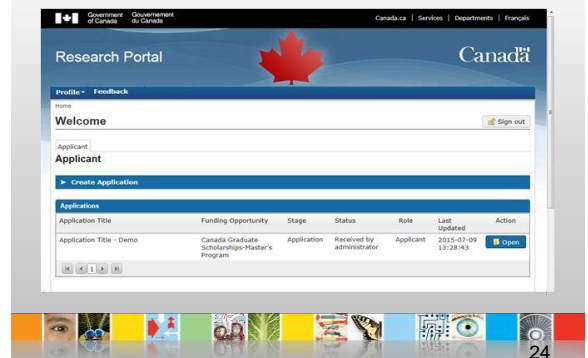 Government of Canada
Gouvernement du Canada
Canada.ca | Services | Departments | Français
Research Portal
Canada
Profile Feedback
Home
Welcome
Sign out
Applicant
Applicant
Create Application
Applications
Application Title Funding Opportunity Stage Status Role Last Updated Action
Application Title - Demo Canada Graduate Scholarships-Master's Program Application Received by administrator Applicant 2015-07-09 13:28:43 Open
1
24